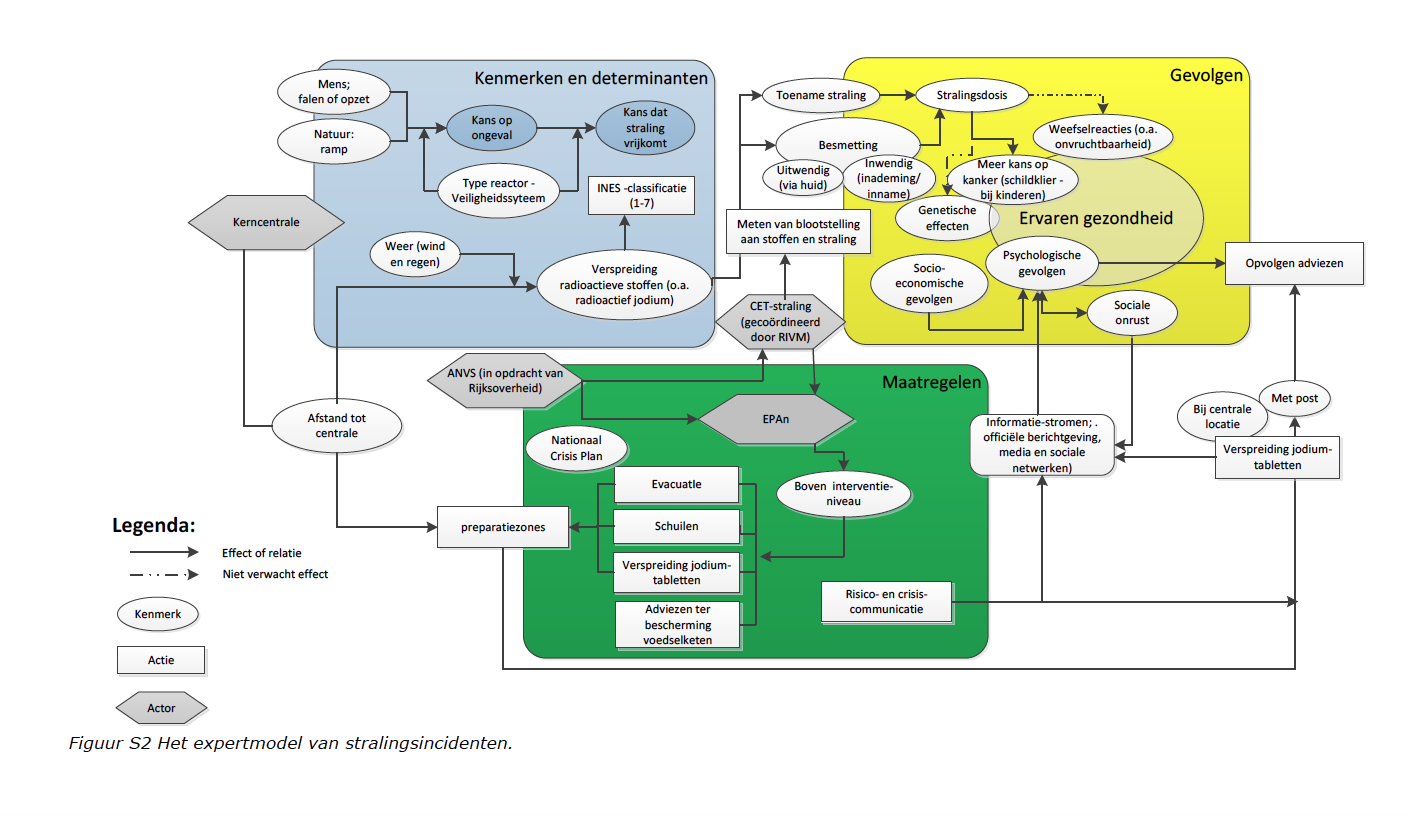 Kenmerken en determinanten
Mens;
falen of opzet
Natuur:
ramp
Kans op
ongeval
Kans dat
straling
vrijkomt
Type reactor -
Veiligheidssyteem
INES -classificatie
(1-7)
Kerncentrale
Weer (wind
en regen)
Verspreiding
radioactieve stoffen (o.a.
radioactief jodium)
Gevolgen
Toename straling
Stralingsdosis
Besmetting
Weefselreacties (o.a.
onvruchtbaarheid)
Uitwendig
(via huid)
Inwendig
(inademing/
inname)
Meer kans op
kanker (schildklier -
bij kinderen)
Genetische
effecten
Ervaren gezondheid
Meten van blootstelling
aan stoffen en straling
Socio-
economische
gevolgen
Psychologische
gevolgen
Sociale
onrust
Opvolgen adviezen
CET-straling
(gecoördineerd
door RIVM)
ANVS (in opdracht van
Rijksoverheid)
Maatregelen
EPAn
Afstand tot
centrale
Nationaal
Crisis Plan
Informatie-stromen; .
officiële berichtgeving,
media en sociale
netwerken)
Bij centrale
locatie
Met post
Verspreiding jodium-
tabletten
Evacuatle
Boven interventie-
niveau
preparatiezones
Schuilen
Verspreiding jodium-
tabletten
Adviezen ter
bescherming
voedselketen
Risico- en crisis-
communicatie
Legenda:
Effect of relatie
Niet verwacht effect
Kenmerk
Actie
Actor
Figuur S2 Het expertmodel van stralingsincidenten.